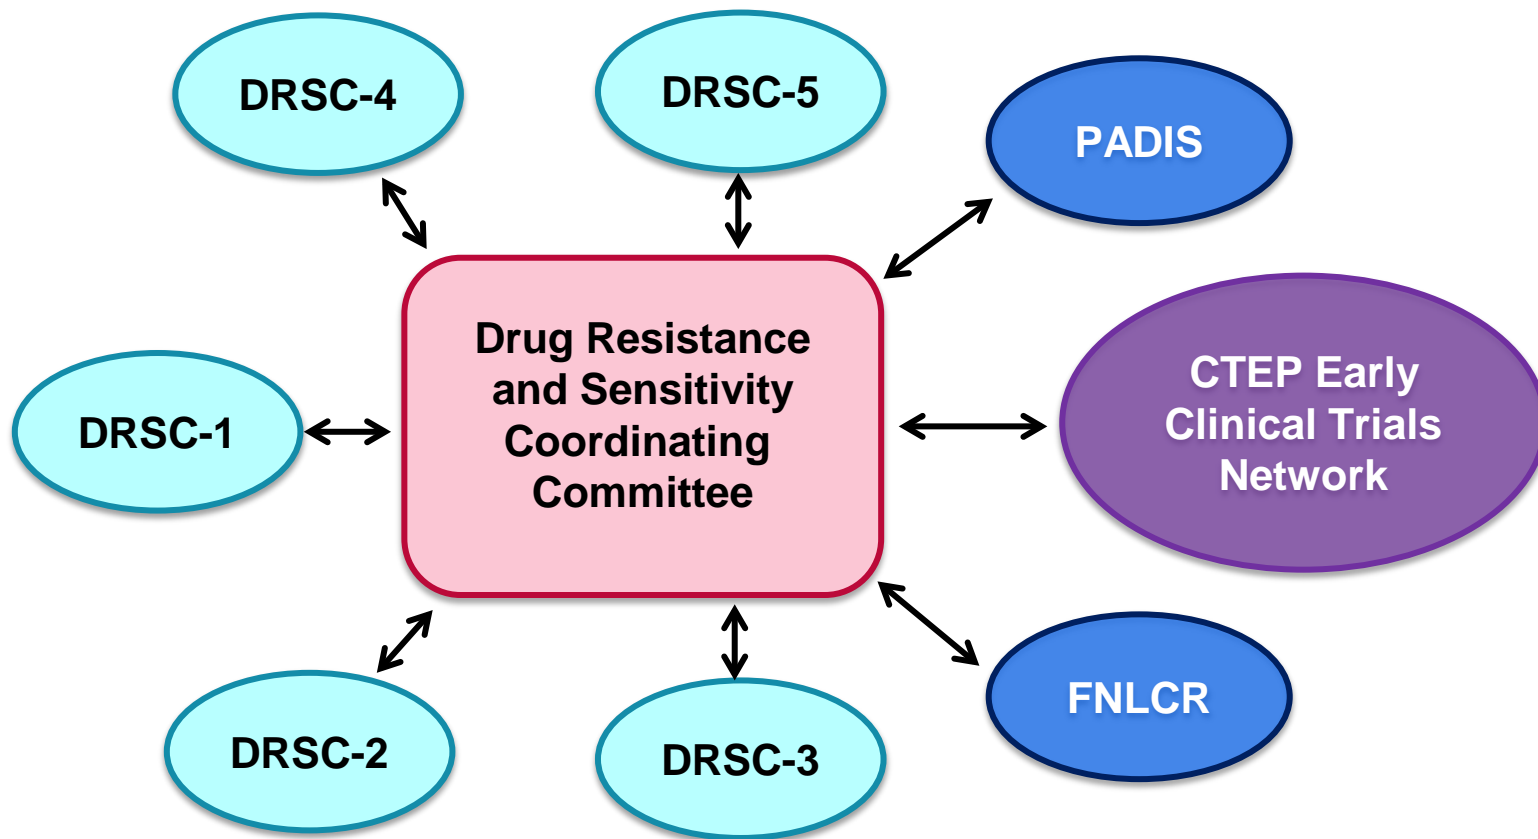 DRSC-4
DRSC-5
PADIS
Drug Resistance
and Sensitivity
Coordinating
Committee
CTEP Early
Clinical Trials
Network
DRSC-1
DRSC-2
DRSC-3
FNLCR